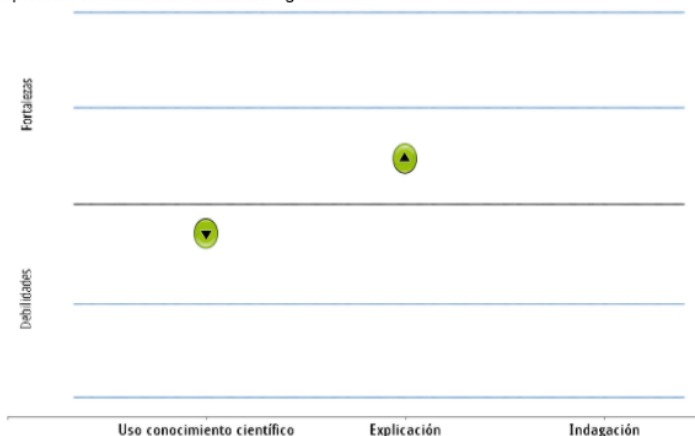 Fortalezas
Debilidades
Uso conocimiento científico Explicación Indagación